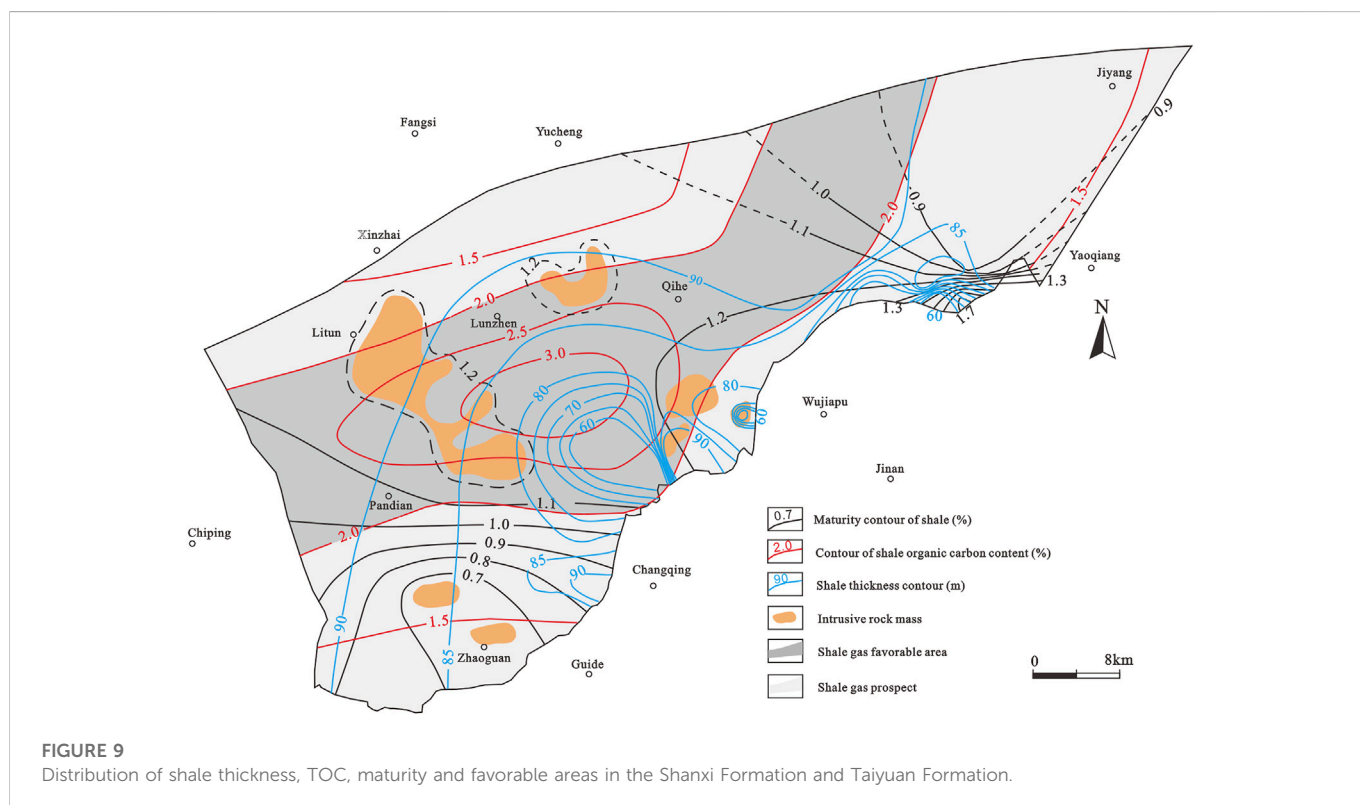 Jiyang
0.9
Fangsi
Yucheng
1.0
0.9
1.5
1.1
2.0
85
Xinzhai
1.5
Yaoqiang
1.2
90
Qihe
1.3
2.0
1.3
60
1.7
N
Litun
Lunzhen
2.5
1.2
3.0
1.2
80
80
70
60
60
90
Wujiapu
Jinan
Pandian
1.1
2.0
1.0
Chiping
0.9
0.8
85
0.7
90
Changqing
90
1.5
85
Zhaoguan
Guide
0.7 Maturity contour of shale (%)
2.0 Contour of shale organic carbon content (%)
90 Shale thickness contour (m)
Intrusive rock mass
Shale gas favorable area
Shale gas prospect
0 8km
FIGURE 9
Distribution of shale thickness, TOC, maturity and favorable areas in the Shanxi Formation and Taiyuan Formation.